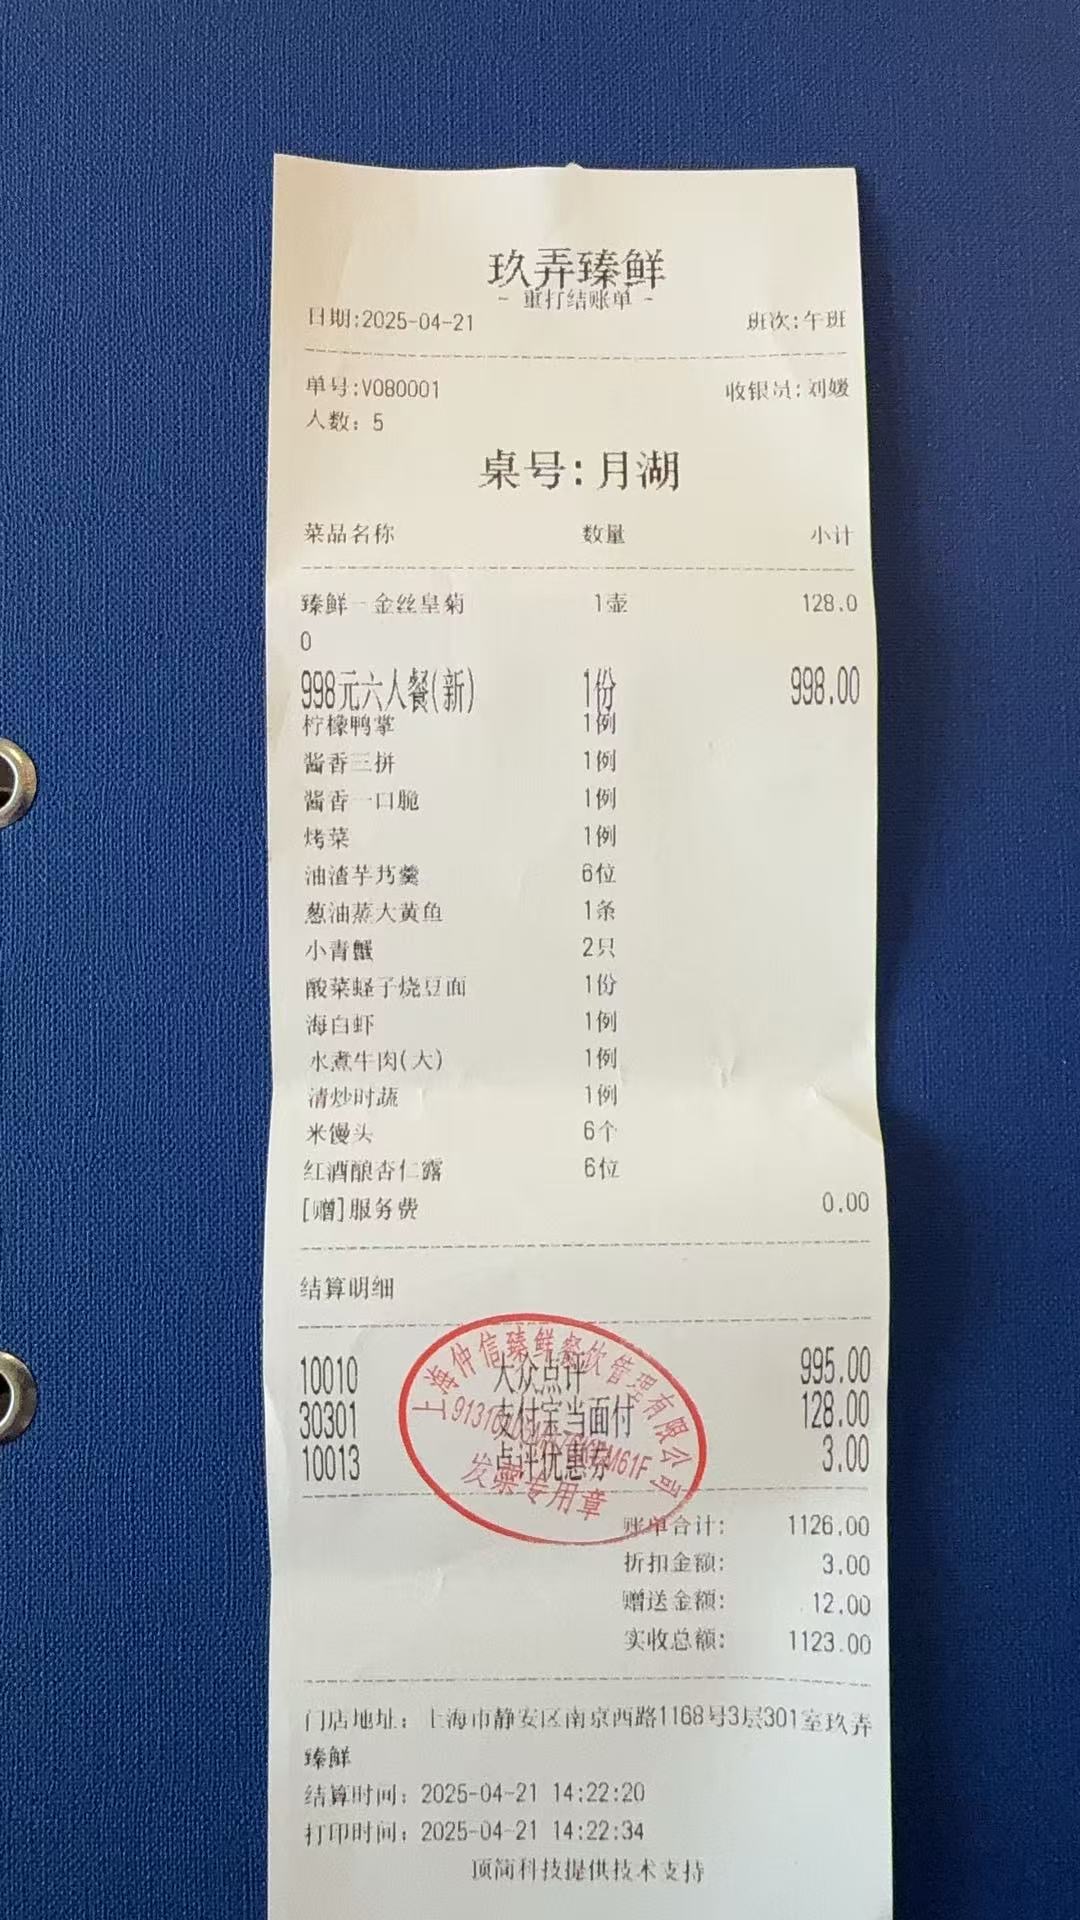 玖弄臻鲜
- 重打结账单 -
日期:2025-04-21 班次:午班
单号:V080001 收银员:刘媛
人数: 5
桌号:月湖
菜品名称 数量 小计
臻鲜一金丝皇菊 1壶 128.0
0
998元六人餐(新) 1份 998.00
柠檬鸭掌 1例
酱香三拼 1例
酱香一口脆 1例
烤菜 1例
油渣芋艿羹 6位
葱油蒸大黄鱼 1条
小青蟹 2只
酸菜蛏子烧豆面 1份
海白虾 1例
水煮牛肉(大) 1例
清炒时蔬 1例
米馒头 6个
红酒酿杏仁露 6位
[赠]服务费 0.00
结算明细
10010 大众点评 995.00
30301 支付宝当面付 128.00
10013 点评优惠券 3.00
上海仲信臻鲜餐饮管理有限公司
发票专用章
账单合计: 1126.00
折扣金额: 3.00
赠送金额: 12.00
实收总额: 1123.00
门店地址: 上海市静安区南京西路1168号3层301室玖弄
臻鲜
结算时间: 2025-04-21 14:22:20
打印时间: 2025-04-21 14:22:34
顶简科技提供技术支持